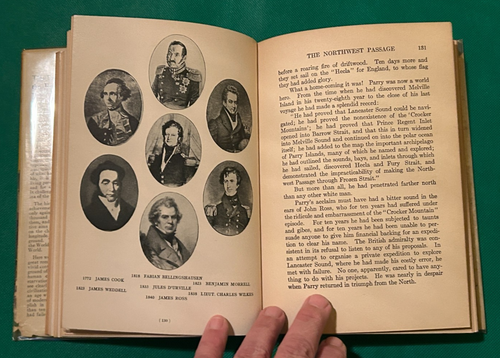 1773 JAMES COOK
1819 FABIAN BELLINGSHAUSEN
1823 BENJAMIN MORRELL
1823 JAMES WEDDELL
1823 JULES D'URVILLE
1839 LIEUT CHARLES WILKES
1840 JAMES ROSS
[130]
THE NORTHWEST PASSAGE 131
before a roaring fire of driftwood. Ten days more and
they set sail on the "Hecla" for England, to whose flag
they had added glory.
What a home-coming it was! Parry was now a world
hero. From the time when he had discovered Melville
Island in his twenty-eighth year to the close of his last
voyage he had made a splendid record:
"He had proved that Lancaster Sound could be navi-
gated; he had proved the nonexistence of the 'Crocker
Mountains'; he had proved that Prince Regent Inlet
opened into Barrow Strait, and that this in turn widened
into Melville Sound and continued on into the polar ocean
itself; he had added to the map the important archipelago
of Parry Islands, many of which he named and explored;
he had outlined the sounds, bays, and inlets through which
he had sailed, discovered Hecla and Fury Strait, and
demonstrated the impracticability of making the North-
west Passage through Frozen Strait."
But more than all, he had penetrated farther north
than any other white man.
Parry's acclaim must have had a bitter sound in the
ears of John Ross, who for ten years had suffered under
the ridicule and embarrassment of the "Crocker Mountain"
episode. For ten years he had been subjected to taunts
and gibes, and for ten years he had been unable to per-
suade anyone to give him financial backing for an expedi-
tion to clear his name. The British admiralty was con-
sistent in its refusal to listen to any of his proposals. In
an attempt to organize a private expedition to explore
Lancaster Sound, where he had made his costly error, he
met with failure. No one, apparently, cared to have any-
thing to do with his projects. He was nearly in despair
when Parry returned in triumph from the North.